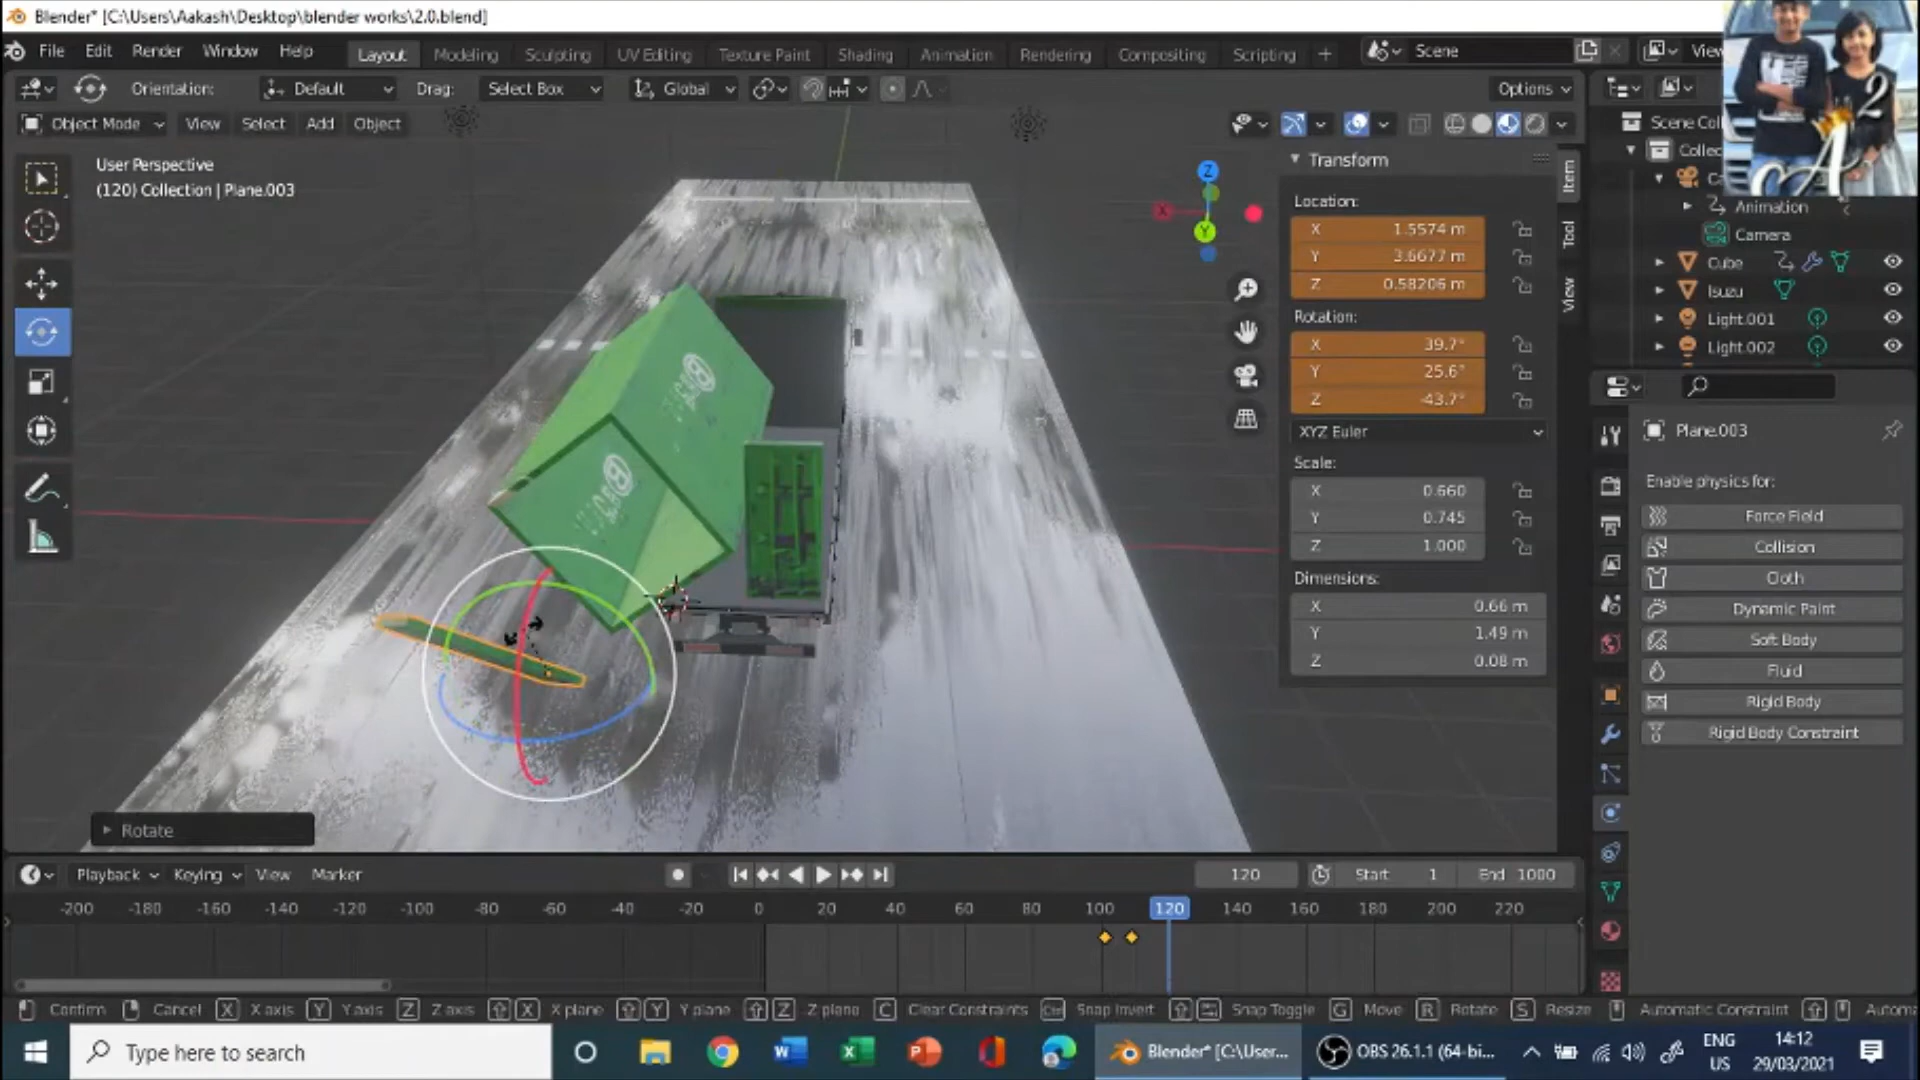 Blender* [C:\Users\Aakash\Desktop\blender works\2.0.blend]
File Edit Render Window Help Layout Modeling Sculpting UV Editing Texture Paint Shading Animation Rendering Compositing Scripting + Scene View
Orientation: Default Drag: Select Box Global Options
Object Mode View Select Add Object
User Perspective
(120) Collection | Plane.003
Z
X
Y
Transform
Location:
X 1.5574 m
Y 3.6677 m
Z 0.58206 m
Rotation:
X 39.7°
Y 25.6°
Z -43.7°
XYZ Euler
Scale:
X 0.660
Y 0.745
Z 1.000
Dimensions:
X 0.66 m
Y 1.49 m
Z 0.08 m
Item
Tool
View
Scene Col
Collec
Animation
Camera
Cube
Isuzu
Light.001
Light.002
A 2
Plane.003
Enable physics for:
Force Field
Collision
Cloth
Dynamic Paint
Soft Body
Fluid
Rigid Body
Rigid Body Constraint
Rotate
Playback Keying View Marker 120 Start 1 End 1000
-200 -180 -160 -140 -120 -100 -80 -60 -40 -20 0 20 40 60 80 100 120 140 160 180 200 220
Confirm Cancel X X axis Y Y axis Z Z axis X X plane Y Y plane Z Z plane C Clear Constraints Ctrl Snap Invert Snap Toggle G Move R Rotate S Resize Automatic Constraint Autom
Type here to search Blender* [C:\User... OBS 26.1.1 (64-bi... ENG 14:12
US 29/03/2021